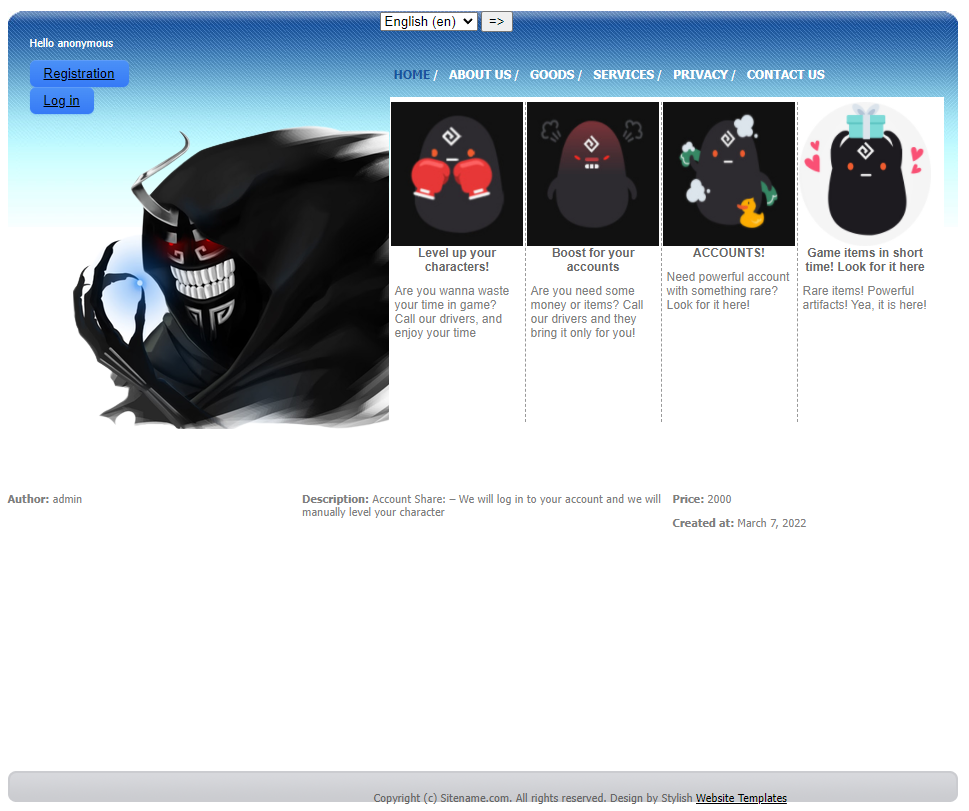 English (en) =>
Hello anonymous
Registration
Log in
HOME / ABOUT US / GOODS / SERVICES / PRIVACY / CONTACT US
Level up your
characters!
Are you wanna waste
your time in game?
Call our drivers, and
enjoy your time
Boost for your
accounts
Are you need some
money or items? Call
our drivers and they
bring it only for you!
ACCOUNTS!
Need powerful account
with something rare?
Look for it here!
Game items in short
time! Look for it here
Rare items! Powerful
artifacts! Yea, it is here!
Author: admin
Description: Account Share: – We will log in to your account and we will
manually level your character
Price: 2000
Created at: March 7, 2022
Copyright (c) Sitename.com. All rights reserved. Design by Stylish Website Templates